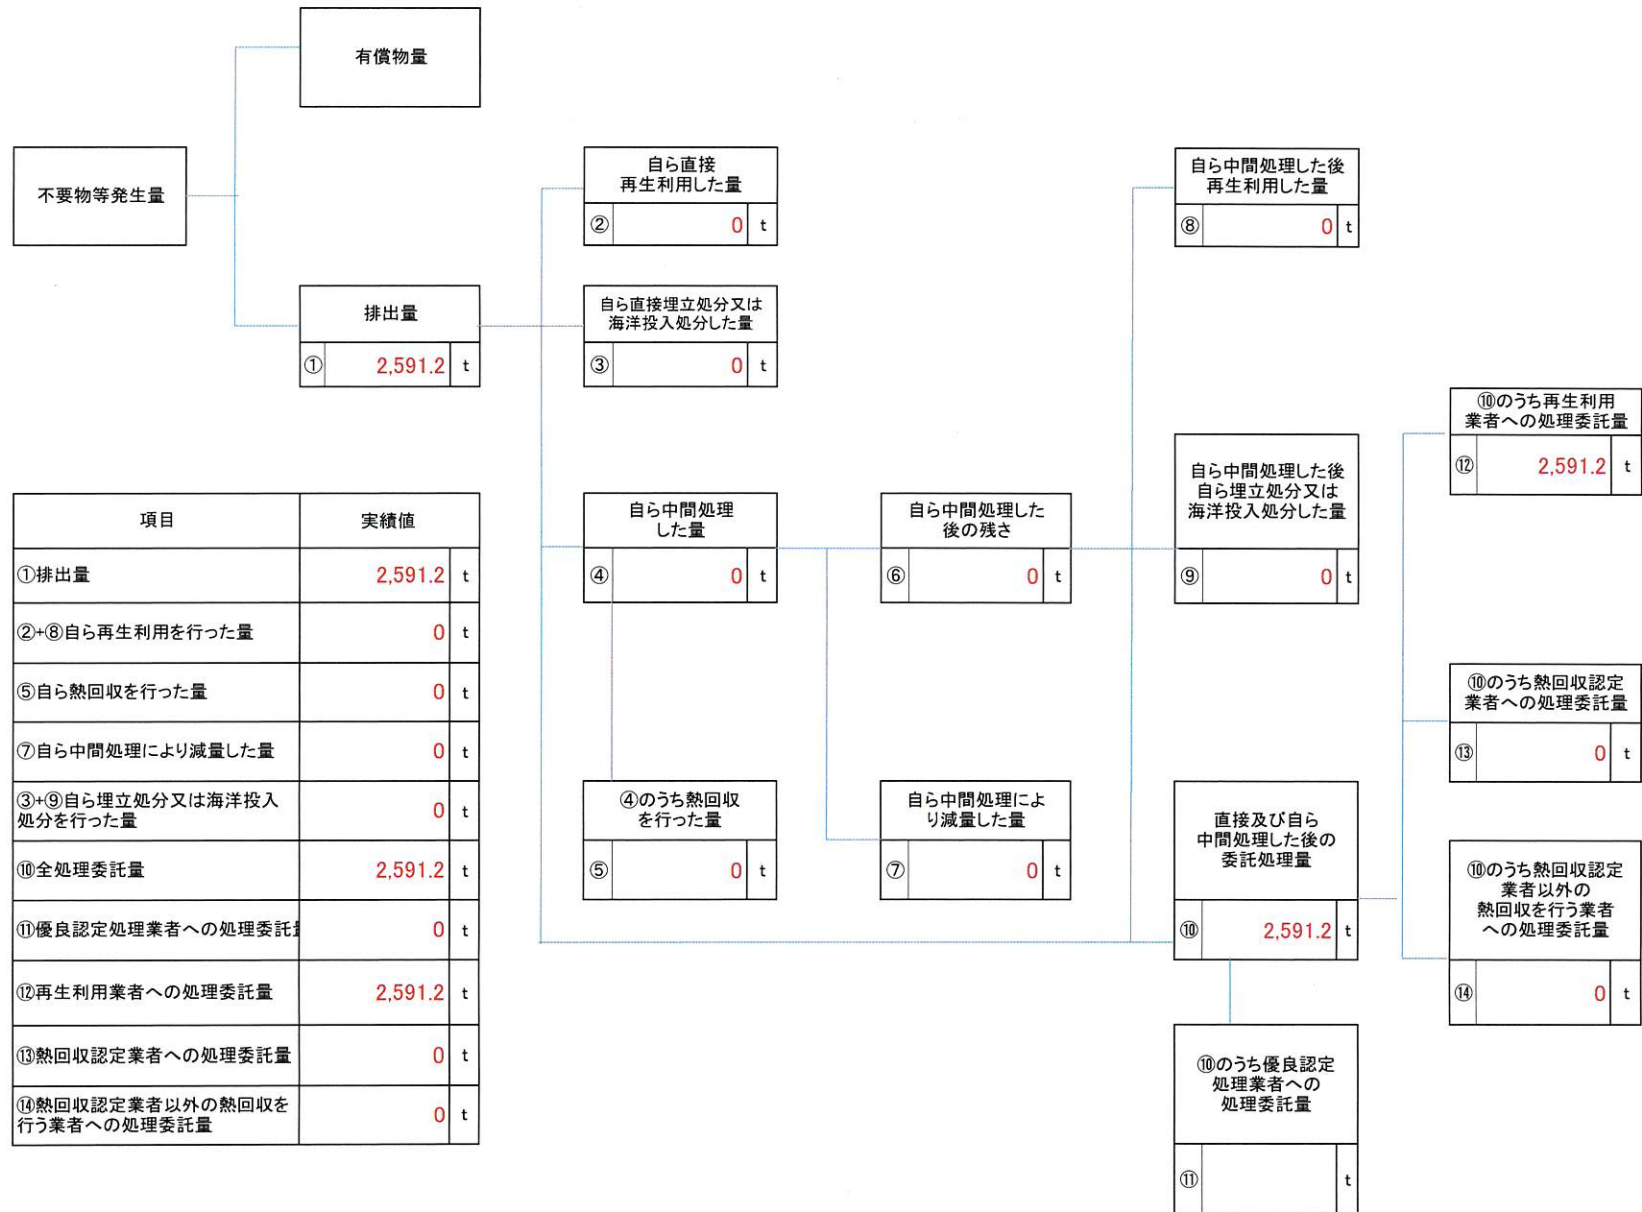 有償物量
不要物等発生量
排出量
① 2,591.2 t
自ら直接
再生利用した量
② 0 t
自ら直接埋立処分又は
海洋投入処分した量
③ 0 t
自ら中間処理
した量
④ 0 t
④のうち熱回収
を行った量
⑤ 0 t
自ら中間処理した
後の残さ
⑥ 0 t
自ら中間処理によ
り減量した量
⑦ 0 t
自ら中間処理した後
再生利用した量
⑧ 0 t
自ら中間処理した後
自ら埋立処分又は
海洋投入処分した量
⑨ 0 t
直接及び自ら
中間処理した後の
委託処理量
⑩ 2,591.2 t
⑩のうち優良認定
処理業者への
処理委託量
⑪ t
⑩のうち再生利用
業者への処理委託量
⑫ 2,591.2 t
⑩のうち熱回収認定
業者への処理委託量
⑬ 0 t
⑩のうち熱回収認定
業者以外の
熱回収を行う業者
への処理委託量
⑭ 0 t
項目 実績値
①排出量 2,591.2 t
②+⑧自ら再生利用を行った量 0 t
⑤自ら熱回収を行った量 0 t
⑦自ら中間処理により減量した量 0 t
③+⑨自ら埋立処分又は海洋投入
処分を行った量 0 t
⑩全処理委託量 2,591.2 t
⑪優良認定処理業者への処理委託 0 t
⑫再生利用業者への処理委託量 2,591.2 t
⑬熱回収認定業者への処理委託量 0 t
⑭熱回収認定業者以外の熱回収を
行う業者への処理委託量 0 t